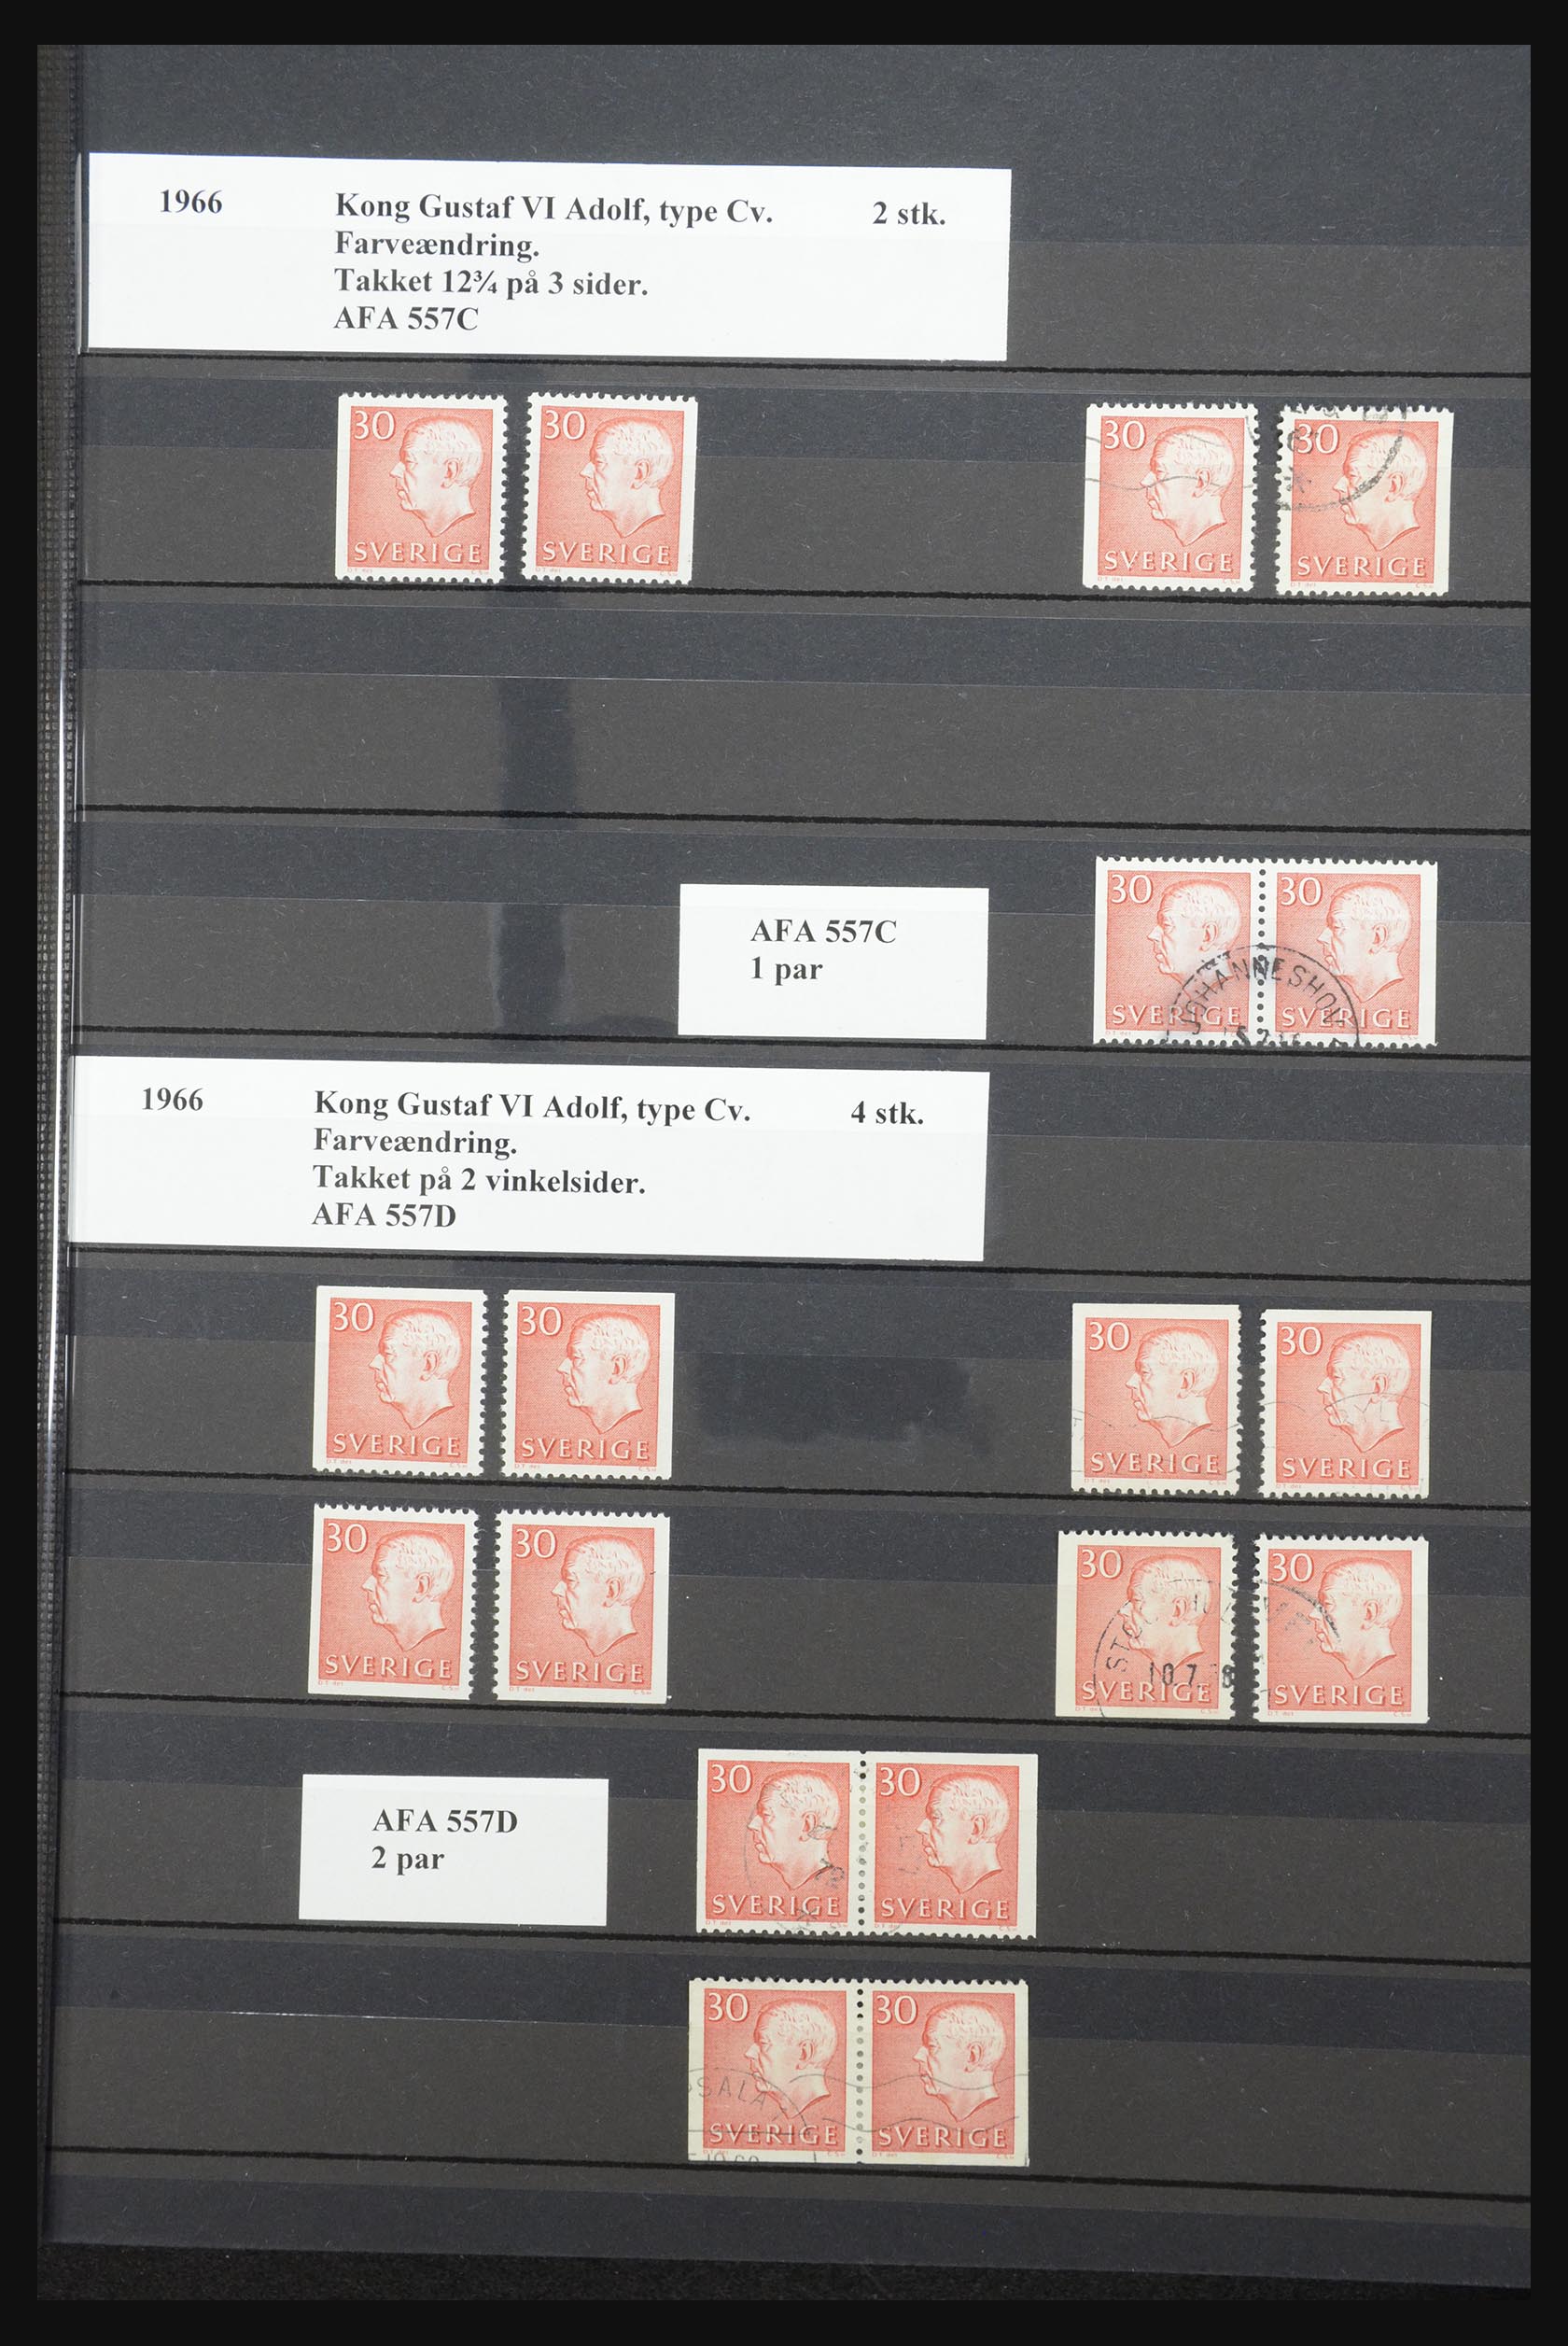 1966 Kong Gustaf VI Adolf, type Cv. 2 stk.
Farveændring.
Takket 12¾ på 3 sider.
AFA 557C
30 30 30 30
SVERIGE SVERIGE SVERIGE SVERIGE
30 30
AFA 557C
1 par
JOHANNESHOV
SVERIGE SVERIGE
1966 Kong Gustaf VI Adolf, type Cv. 4 stk.
Farveændring.
Takket på 2 vinkelsider.
AFA 557D
30 30 30 30
SVERIGE SVERIGE SVERIGE SVERIGE
30 30 30 30
10.7
SVERIGE SVERIGE SVERIGE SVERIGE
30 30
AFA 557D
2 par
SVERIGE SVERIGE
30 30
SALA
SVERIGE SVERIGE